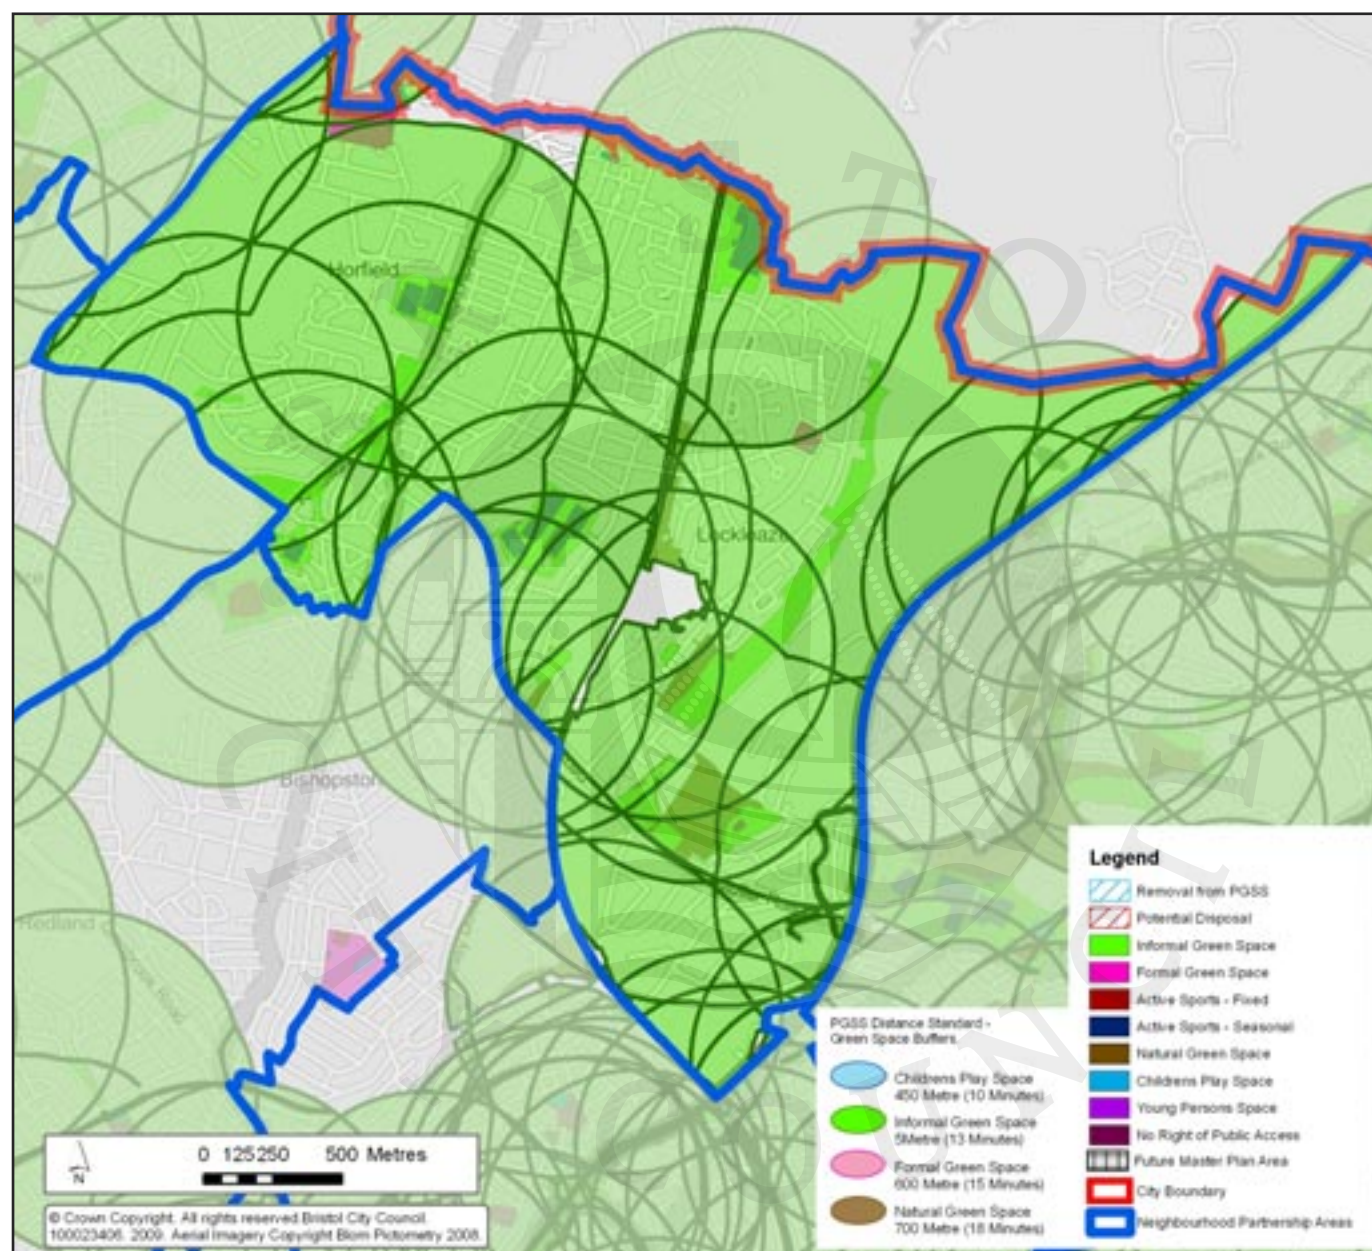 Horfield
Lockleaze
Bishopston
Redland
Legend
Removal from PGSS
Potential Disposal
Informal Green Space
Formal Green Space
Active Sports - Fixed
Active Sports - Seasonal
Natural Green Space
Childrens Play Space
Young Persons Space
No Right of Public Access
Future Master Plan Area
City Boundary
Neighbourhood Partnership Areas
PGSS Distance Standard -
Green Space Buffers
Childrens Play Space
450 Metre (10 Minutes)
Informal Green Space
5Metre (13 Minutes)
Formal Green Space
600 Metre (15 Minutes)
Natural Green Space
700 Metre (18 Minutes)
N
0 125 250 500 Metres
© Crown Copyright. All rights reserved.Bristol City Council.
100023406. 2009. Aerial Imagery Copyright Blom Pictometry 2008.